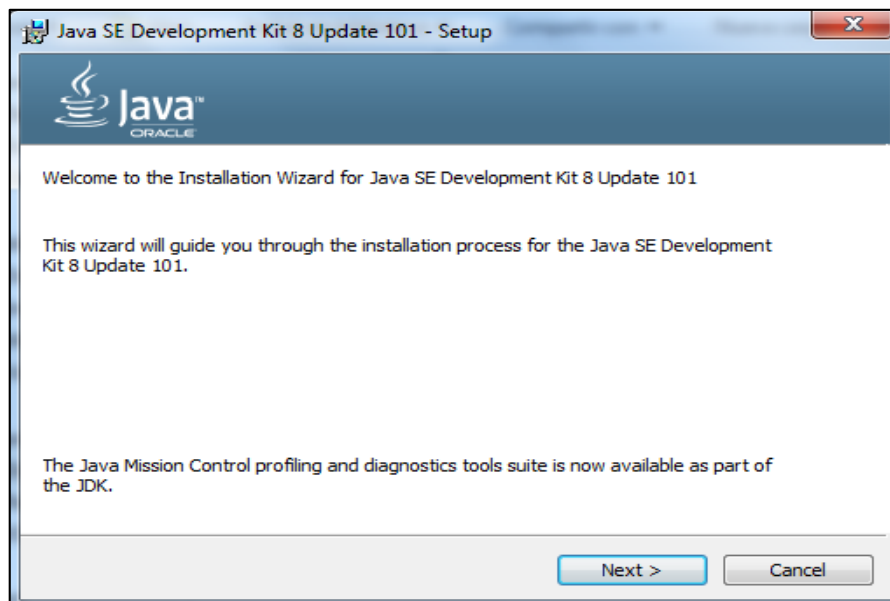 Java SE Development Kit 8 Update 101 - Setup
Java™
ORACLE
Welcome to the Installation Wizard for Java SE Development Kit 8 Update 101
This wizard will guide you through the installation process for the Java SE Development
Kit 8 Update 101.
The Java Mission Control profiling and diagnostics tools suite is now available as part of
the JDK.
Next >
Cancel